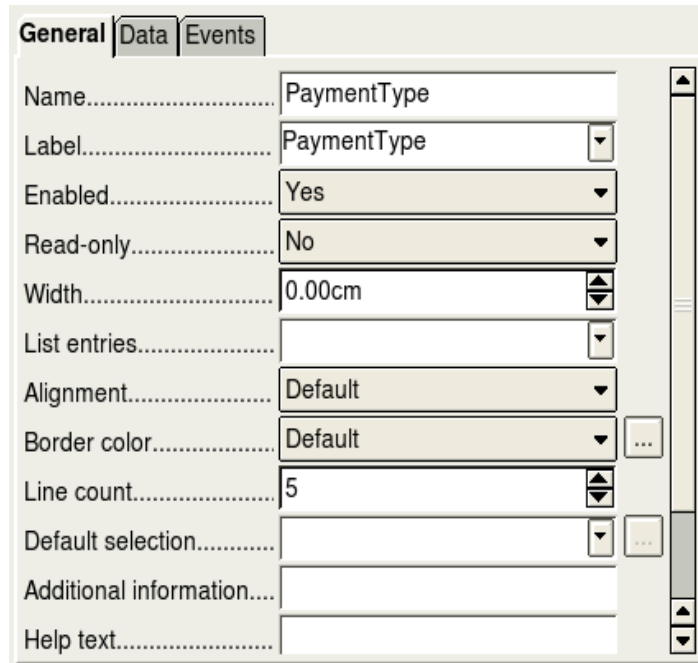 General Data Events
Name........................... PaymentType
Label........................... PaymentType
Enabled........................ Yes
Read-only..................... No
Width........................... 0.00cm
List entries......................
Alignment...................... Default
Border color.................. Default ...
Line count..................... 5
Default selection............ ...
Additional information....
Help text.......................